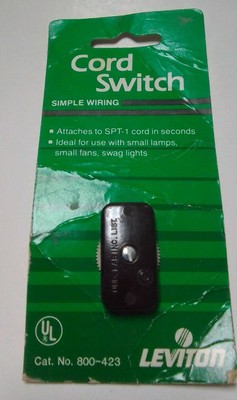 Cord
Switch
SIMPLE WIRING
• Attaches to SPT-1 cord in seconds
• Ideal for use with small lamps,
small fans, swag lights
UL
Cat. No. 800-423
LEVITON